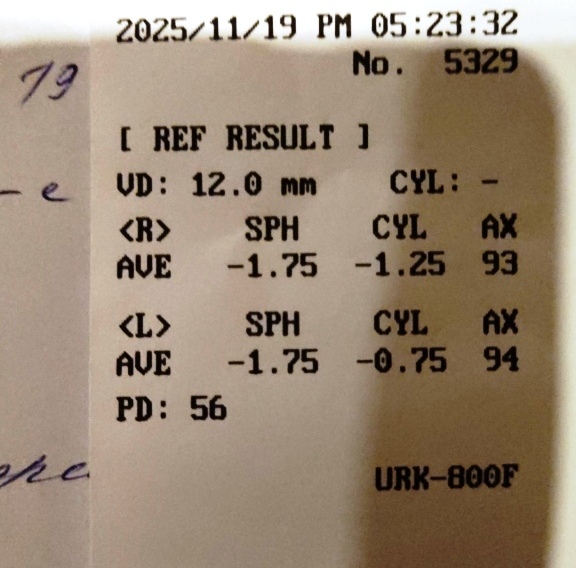 2025/11/19 PM 05:23:32
No. 5329
79
[ REF RESULT ]
VD: 12.0 mm CYL: -
- e
<R> SPH CYL AX
AVE -1.75 -1.25 93
<L> SPH CYL AX
AVE -1.75 -0.75 94
PD: 56
URK-800F